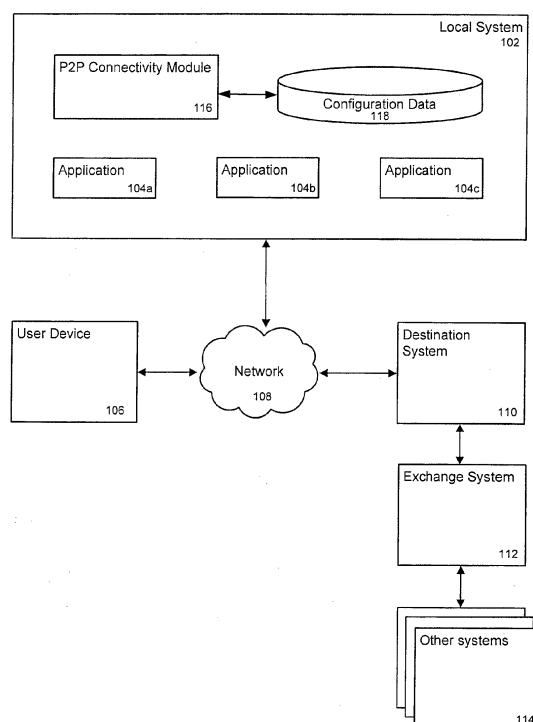 Local System
102
P2P Connectivity Module
116
Configuration Data
118
Application
104a
Application
104b
Application
104c
User Device
106
Network
108
Destination
System
110
Exchange System
112
Other systems
114